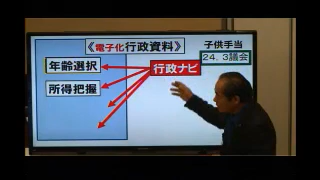 《電子化行政資料》
子供手当
24.3議会
年齢選択
行政ナビ
所得把握